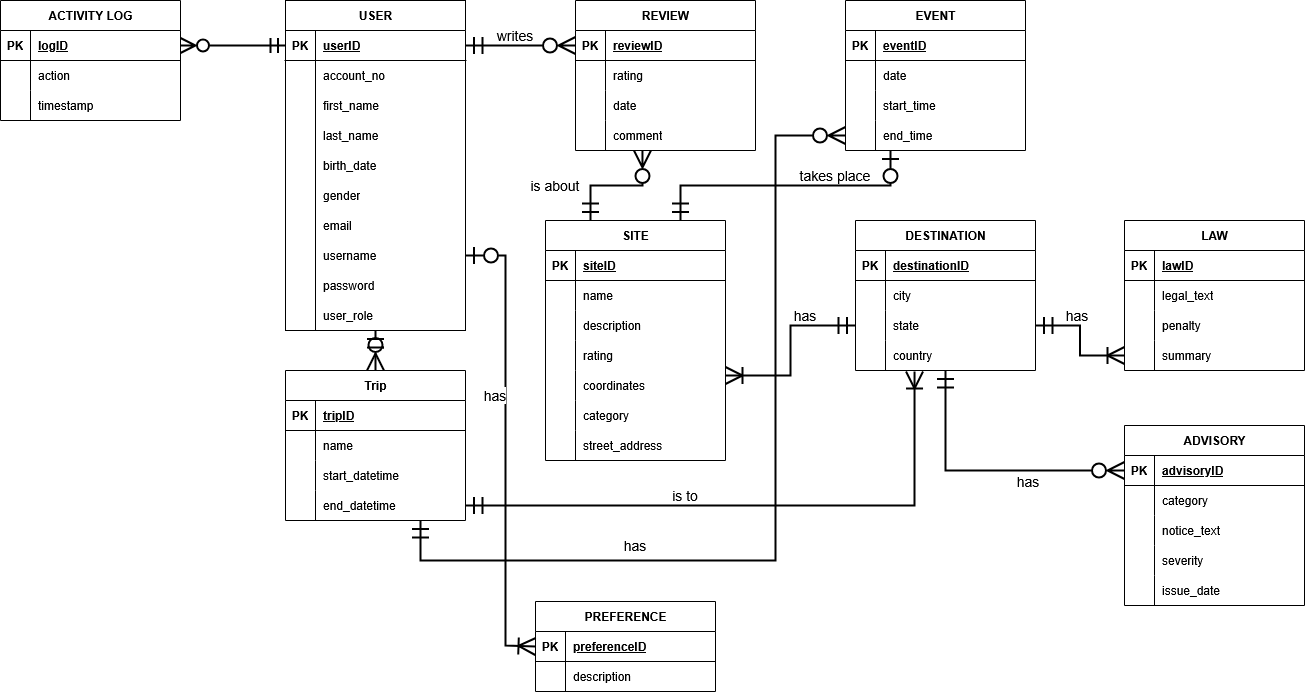 ACTIVITY LOG
PK logID
action
timestamp
USER
PK userID
account_no
first_name
last_name
birth_date
gender
email
username
password
user_role
writes
REVIEW
PK reviewID
rating
date
comment
EVENT
PK eventID
date
start_time
end_time
is about
takes place
SITE
PK siteID
name
description
rating
coordinates
category
street_address
has
DESTINATION
PK destinationID
city
state
country
has
LAW
PK lawID
legal_text
penalty
summary
Trip
PK tripID
name
start_datetime
end_datetime
has
is to
has
has
ADVISORY
PK advisoryID
category
notice_text
severity
issue_date
PREFERENCE
PK preferenceID
description